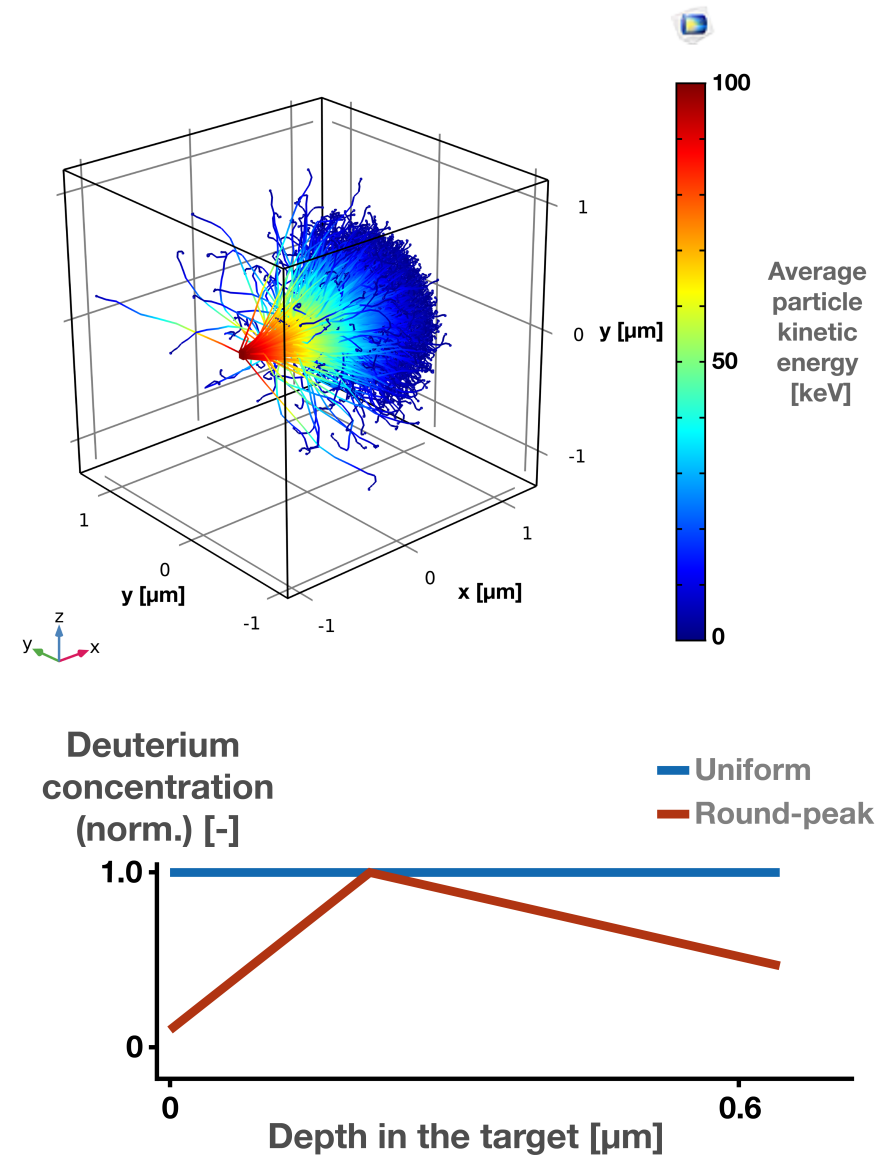 100
Average
particle
kinetic
energy
[keV]
50
0
1
0
y [µm]
-1
1
0
y [µm]
-1
1
0
x [µm]
-1
z
y
x
Deuterium
concentration
(norm.) [-]
Uniform
Round-peak
1.0
0
0
0.6
Depth in the target [µm]